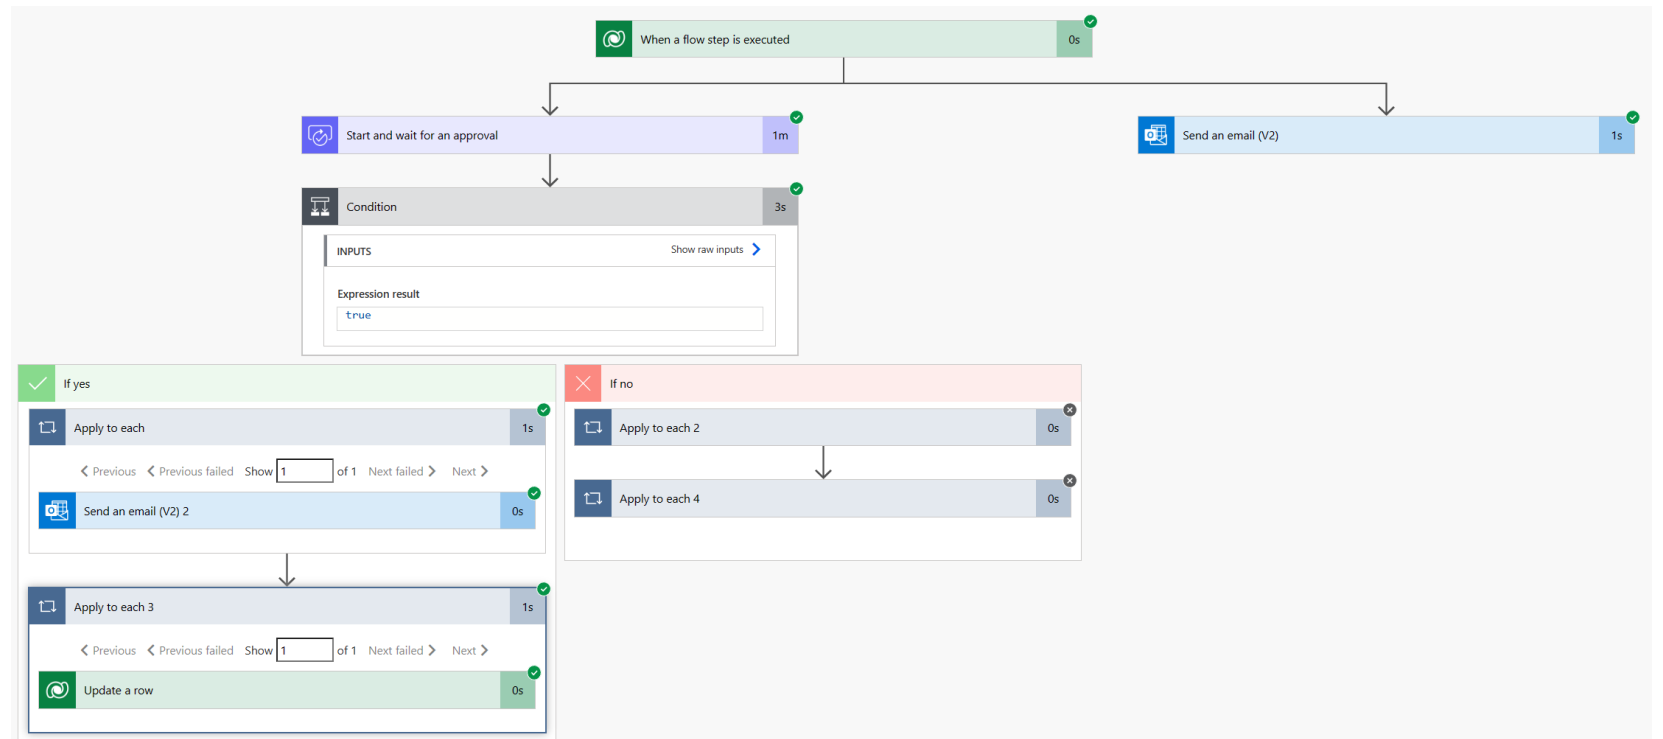 When a flow step is executed 0s
Start and wait for an approval 1m
Send an email (V2) 1s
Condition 3s
INPUTS Show raw inputs
Expression result
true
If yes
Apply to each 1s
Previous Previous failed Show 1 of 1 Next failed Next
Send an email (V2) 2 0s
Apply to each 3 1s
Previous Previous failed Show 1 of 1 Next failed Next
Update a row 0s
If no
Apply to each 2 0s
Apply to each 4 0s